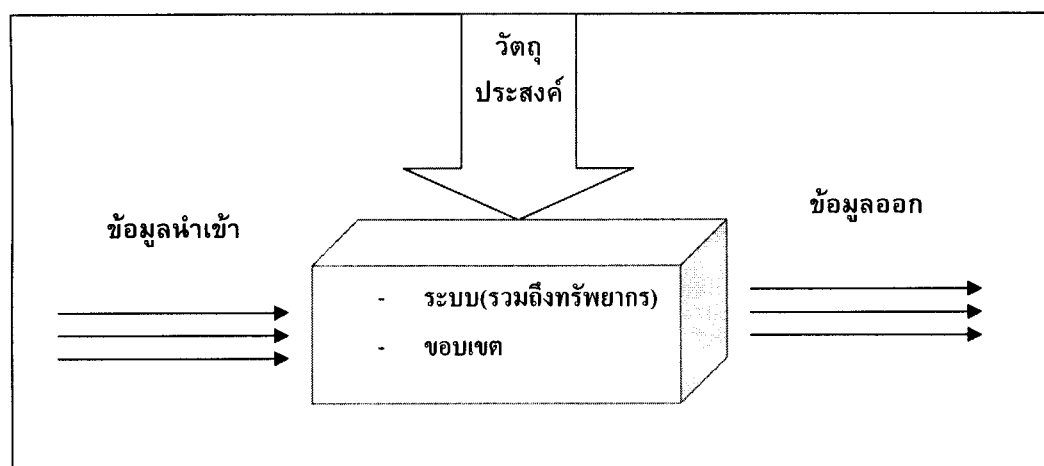 วัตถุ
ประสงค์
ข้อมูลนำเข้า
ข้อมูลออก
- ระบบ(รวมถึงทรัพยากร)
- ขอบเขต